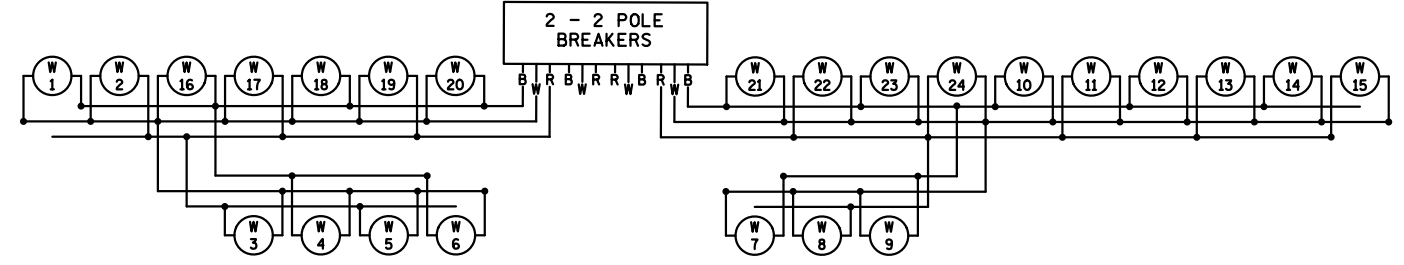 2 - 2 POLE
BREAKERS
B W R B W R R W B R W B
W 1
W 2
W 16
W 17
W 18
W 19
W 20
W 21
W 22
W 23
W 24
W 10
W 11
W 12
W 13
W 14
W 15
W 3
W 4
W 5
W 6
W 7
W 8
W 9